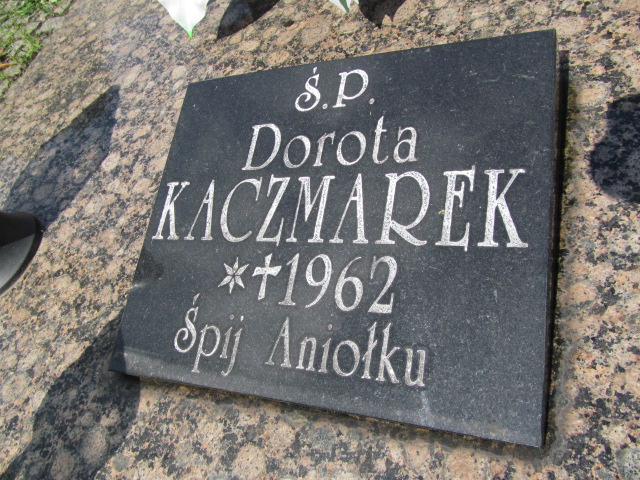 Ś.P.
Dorota
KACZMAREK
*✝1962
Śpij Aniołku